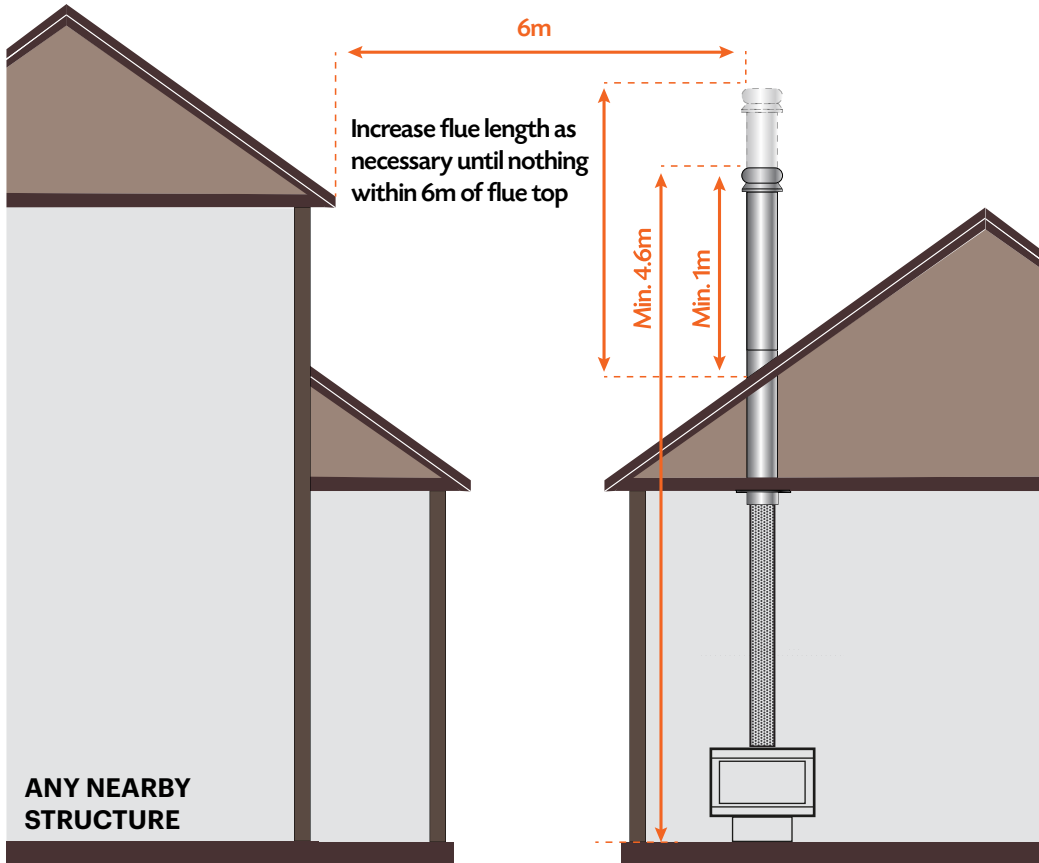 6m
Increase flue length as
necessary until nothing
within 6m of flue top
Min. 4.6m
Min. 1m
ANY NEARBY
STRUCTURE